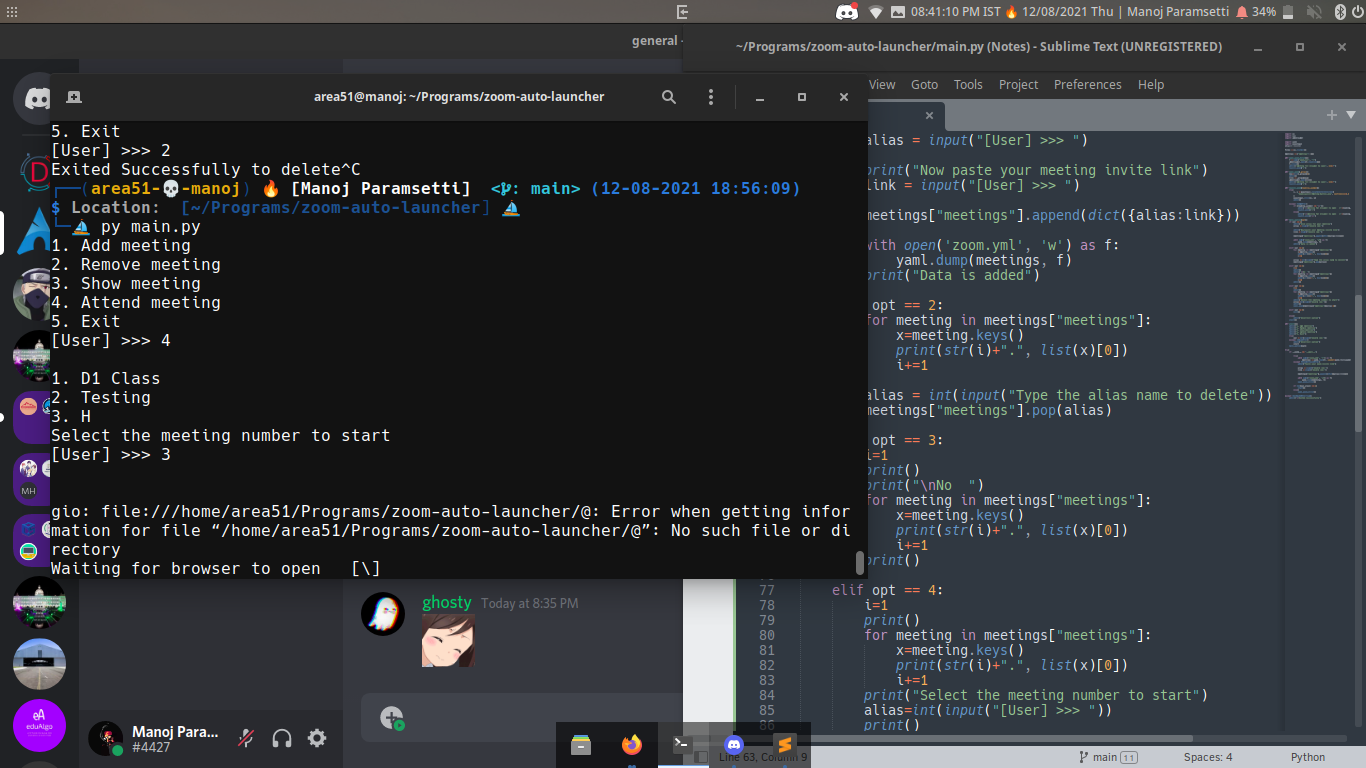 08:41:10 PM IST 🔥 12/08/2021 Thu | Manoj Paramsetti 34%
general -
~/Programs/zoom-auto-launcher/main.py (Notes) - Sublime Text (UNREGISTERED)
View Goto Tools Project Preferences Help
area51@manoj: ~/Programs/zoom-auto-launcher
5. Exit
[User] >>> 2
Exited Successfully to delete^C
┌──(area51-💀-manoj) 🔥 [Manoj Paramsetti] <: main> (12-08-2021 18:56:09)
$ Location: [~/Programs/zoom-auto-launcher] ⛵
└─⛵ py main.py
1. Add meeting
2. Remove meeting
3. Show meeting
4. Attend meeting
5. Exit
[User] >>> 4
1. D1 Class
2. Testing
3. H
Select the meeting number to start
[User] >>> 3
gio: file:///home/area51/Programs/zoom-auto-launcher/@: Error when getting infor
mation for file “/home/area51/Programs/zoom-auto-launcher/@”: No such file or di
rectory
Waiting for browser to open [\]
alias = input("[User] >>> ")
print("Now paste your meeting invite link")
link = input("[User] >>> ")
meetings["meetings"].append(dict({alias:link}))
with open('zoom.yml', 'w') as f:
yaml.dump(meetings, f)
print("Data is added")
opt == 2:
for meeting in meetings["meetings"]:
x=meeting.keys()
print(str(i)+".", list(x)[0])
i+=1
alias = int(input("Type the alias name to delete"))
meetings["meetings"].pop(alias)
opt == 3:
i=1
print()
print("\nNo  ")
for meeting in meetings["meetings"]:
x=meeting.keys()
print(str(i)+".", list(x)[0])
i+=1
print()
77 elif opt == 4:
78 i=1
79 print()
80 for meeting in meetings["meetings"]:
81 x=meeting.keys()
82 print(str(i)+".", list(x)[0])
83 i+=1
84 print("Select the meeting number to start")
85 alias=int(input("[User] >>> "))
86 print()
MH
eA
eduAlgo
ghosty Today at 8:35 PM
Manoj Para...
#4427
Line 63, Column 9
main 11
Spaces: 4
Python